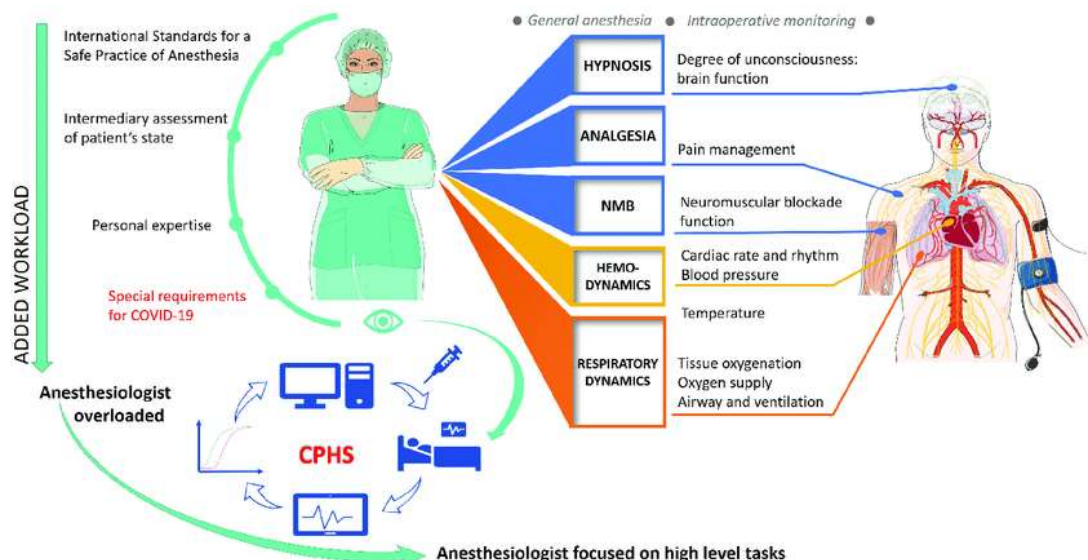 ● General anesthesia ● Intraoperative monitoring ●
International Standards for a
Safe Practice of Anesthesia
Intermediary assessment
of patient's state
Personal expertise
Special requirements
for COVID-19
ADDED WORKLOAD
Anesthesiologist
overloaded
CPHS
Anesthesiologist focused on high level tasks
HYPNOSIS
Degree of unconsciousness:
brain function
ANALGESIA
Pain management
NMB
Neuromuscular blockade
function
HEMO-
DYNAMICS
Cardiac rate and rhythm
Blood pressure
Temperature
RESPIRATORY
DYNAMICS
Tissue oxygenation
Oxygen supply
Airway and ventilation